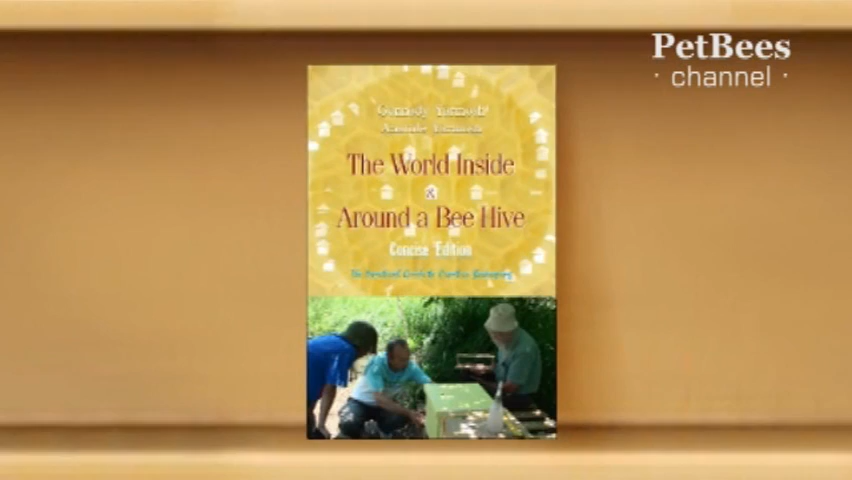 PetBees
· channel ·
The World Inside
&
Around a Bee Hive
Concise Edition